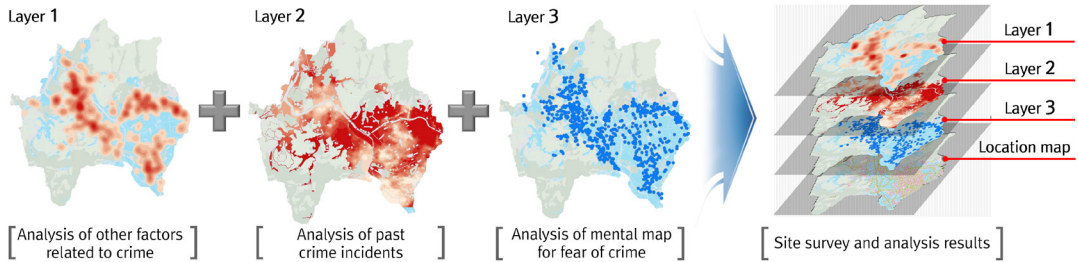 Layer 1
Layer 2
Layer 3
Layer 1
Layer 2
Layer 3
Location map
Analysis of other factors
related to crime
Analysis of past
crime incidents
Analysis of mental map
for fear of crime
Site survey and analysis results